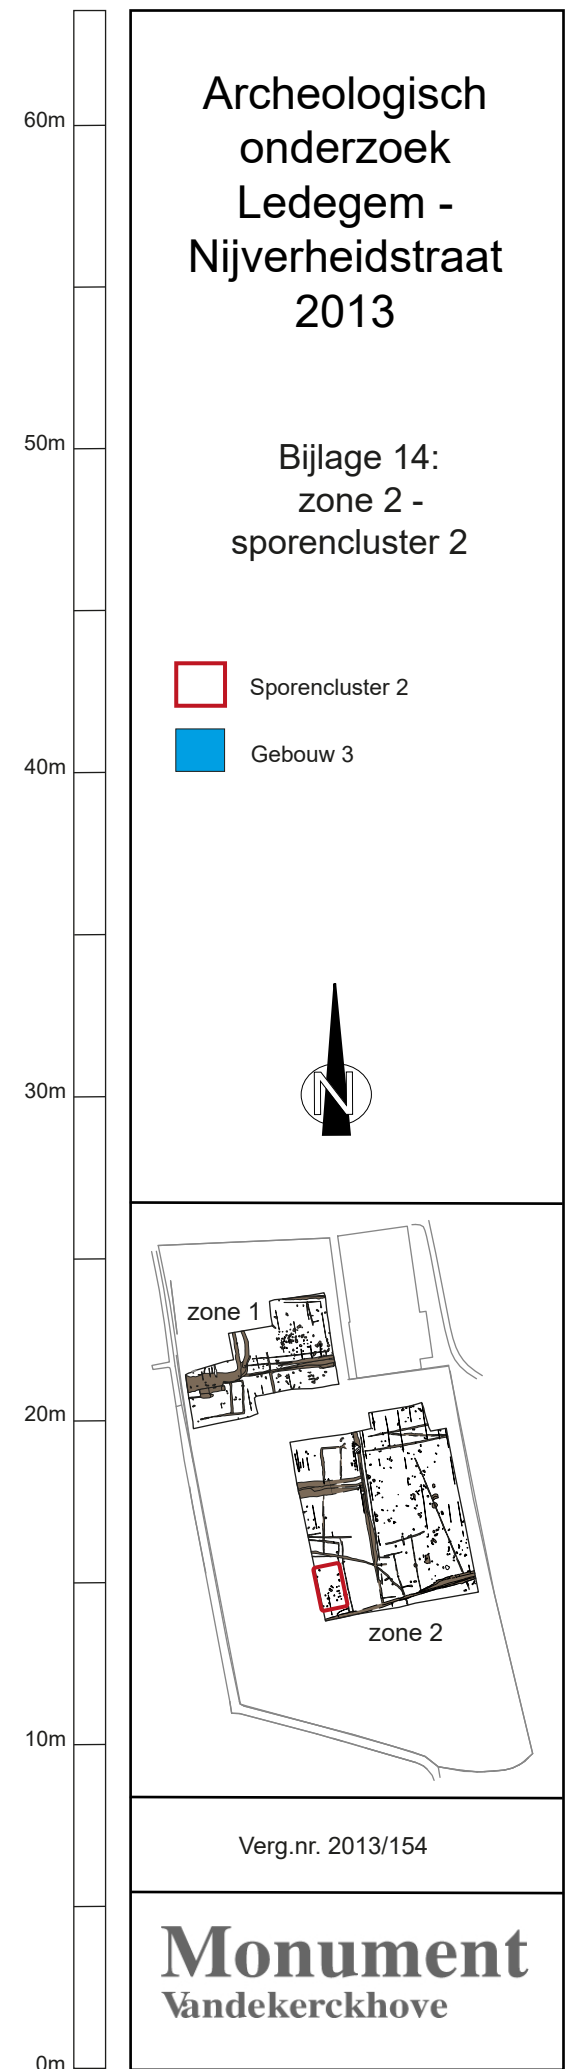 60m
50m
40m
30m
20m
10m
0m
Archeologisch
onderzoek
Ledegem -
Nijverheidstraat
2013
Bijlage 14:
zone 2 -
sporencluster 2
Sporencluster 2
Gebouw 3
N
zone 1
zone 2
Verg.nr. 2013/154
Monument
Vandekerckhove